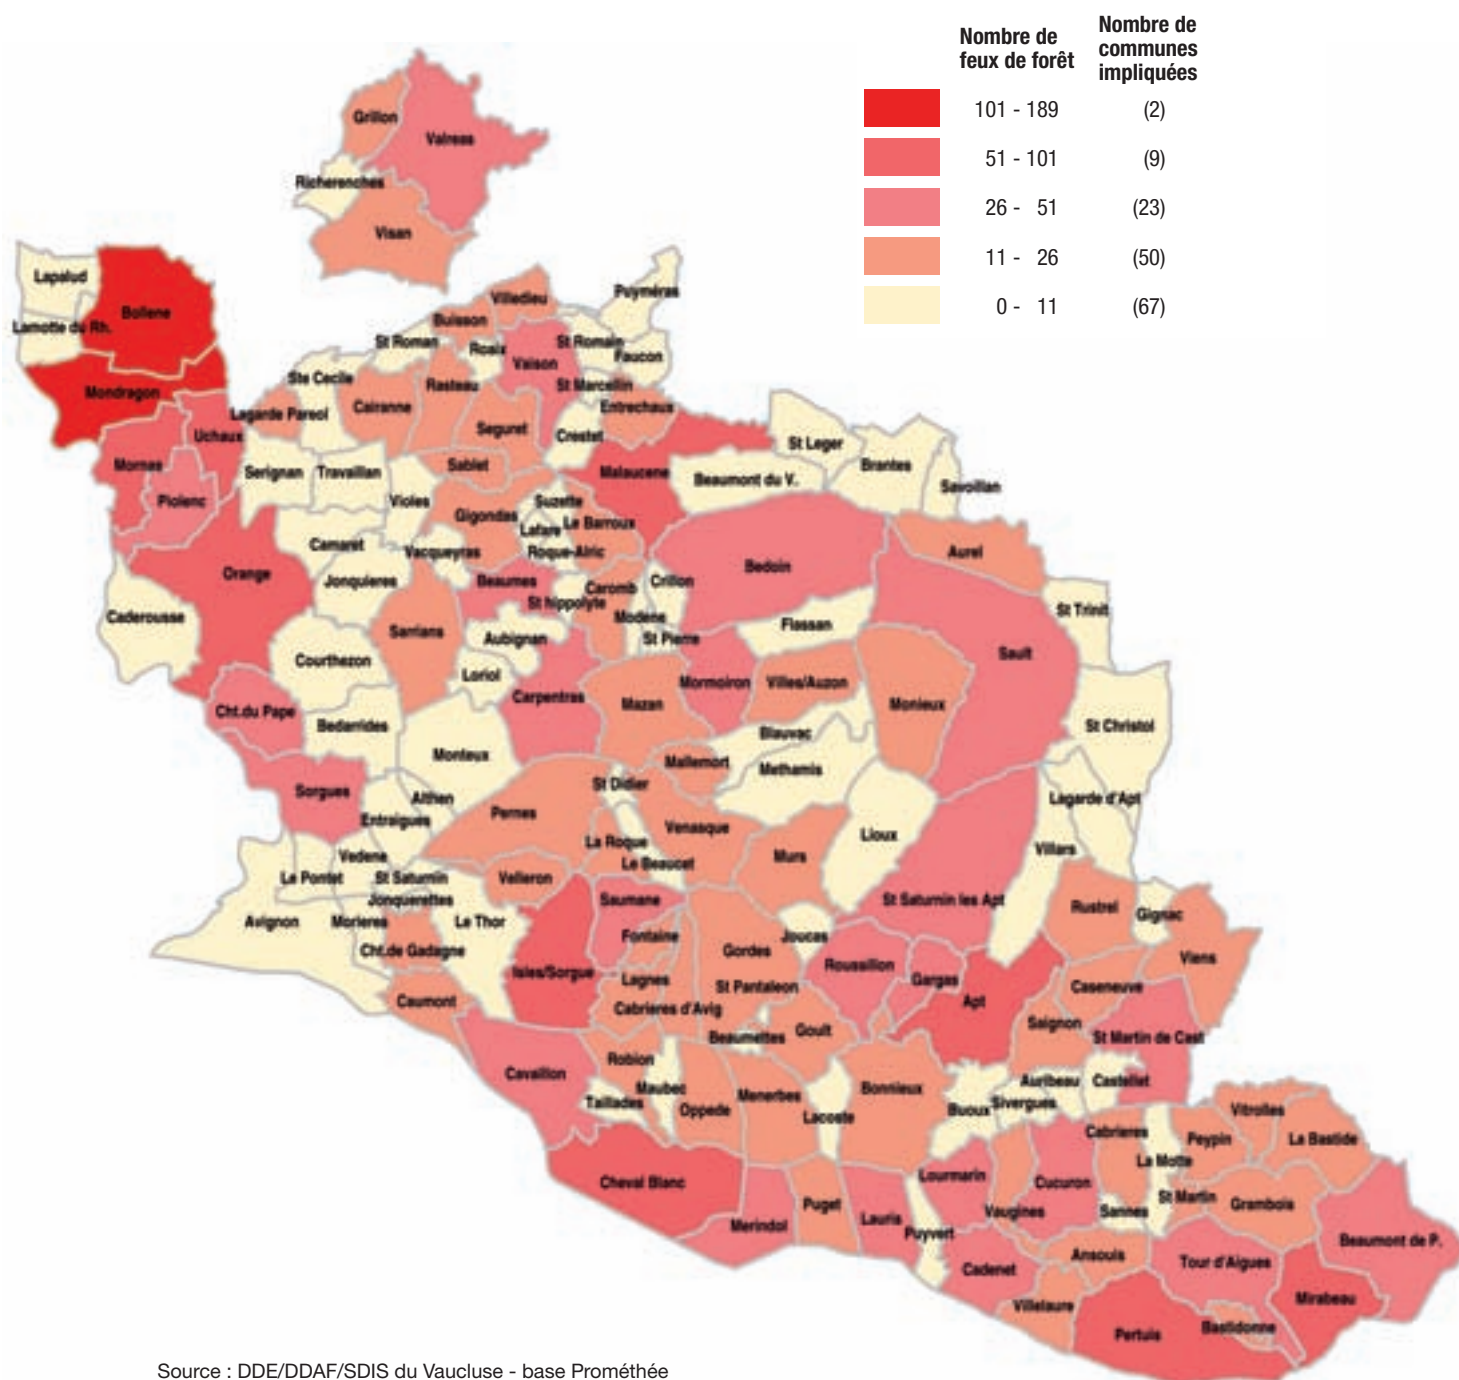 Nombre de
feux de forêt
Nombre de
communes
impliquées
101 - 189 (2)
51 - 101 (9)
26 - 51 (23)
11 - 26 (50)
0 - 11 (67)
Grillon
Valreas
Richerenches
Visan
Lapalud
Bollene
Lamotte du Rh.
Mondragon
Villedieu
Puyméras
Buisson
St Roman
Roaix
Vaison
St Romain
Faucon
Ste Cecile
Rasteau
St Marcellin
Lagarde Pareol
Cairanne
Entrechaux
Uchaux
Seguret
Crestet
St Leger
Mornas
Serignan
Travaillan
Sablet
Malaucene
Beaumont du V.
Brantes
Savoillan
Piolenc
Violes
Suzette
Gigondas
Lafare
Le Barroux
Camaret
Vacqueyras
Roque-Alric
Aurel
Orange
Jonquieres
Beaumes
Caromb
Crillon
Bedoin
Caderousse
St hippolyte
Modene
St Trinit
Sarrians
Aubignan
St Pierre
Flassan
Courthezon
Loriol
Sault
Cht.du Pape
Carpentras
Mazan
Mormoiron
Villes/Auzon
Monieux
Bedarrides
St Christol
Monteux
Blauvac
Mallemort
Methamis
Sorgues
Althen
St Didier
Lagarde d'Apt
Entraigues
Pernes
Venasque
Lioux
Vedene
La Roque
Le Beaucet
Murs
Villars
Le Pontet
St Saturnin
Velleron
Jonquerettes
Saumane
St Saturnin les Apt
Rustrel
Gignac
Avignon
Morieres
Le Thor
Fontaine
Joucas
Cht.de Gadagne
Gordes
Viens
Isles/Sorgue
Lagnes
St Pantaleon
Roussillon
Gargas
Caseneuve
Caumont
Cabrieres d'Avig
Apt
Beaumettes
Goult
Saignon
St Martin de Cast
Cavaillon
Robion
Maubec
Taillades
Oppede
Menerbes
Lacoste
Bonnieux
Buoux
Sivergues
Auribeau
Castellet
Vitrolles
Cabrieres
Peypin
La Bastide
La Motte
Cheval Blanc
Lourmarin
Cucuron
St Martin
Grambois
Merindol
Puget
Lauris
Puyvert
Vaugines
Sannes
Beaumont de P.
Cadenet
Ansouis
Tour d'Aigues
Villelaure
Mirabeau
Pertuis
Bastidonne
Source : DDE/DDAF/SDIS du Vaucluse - base Prométhée